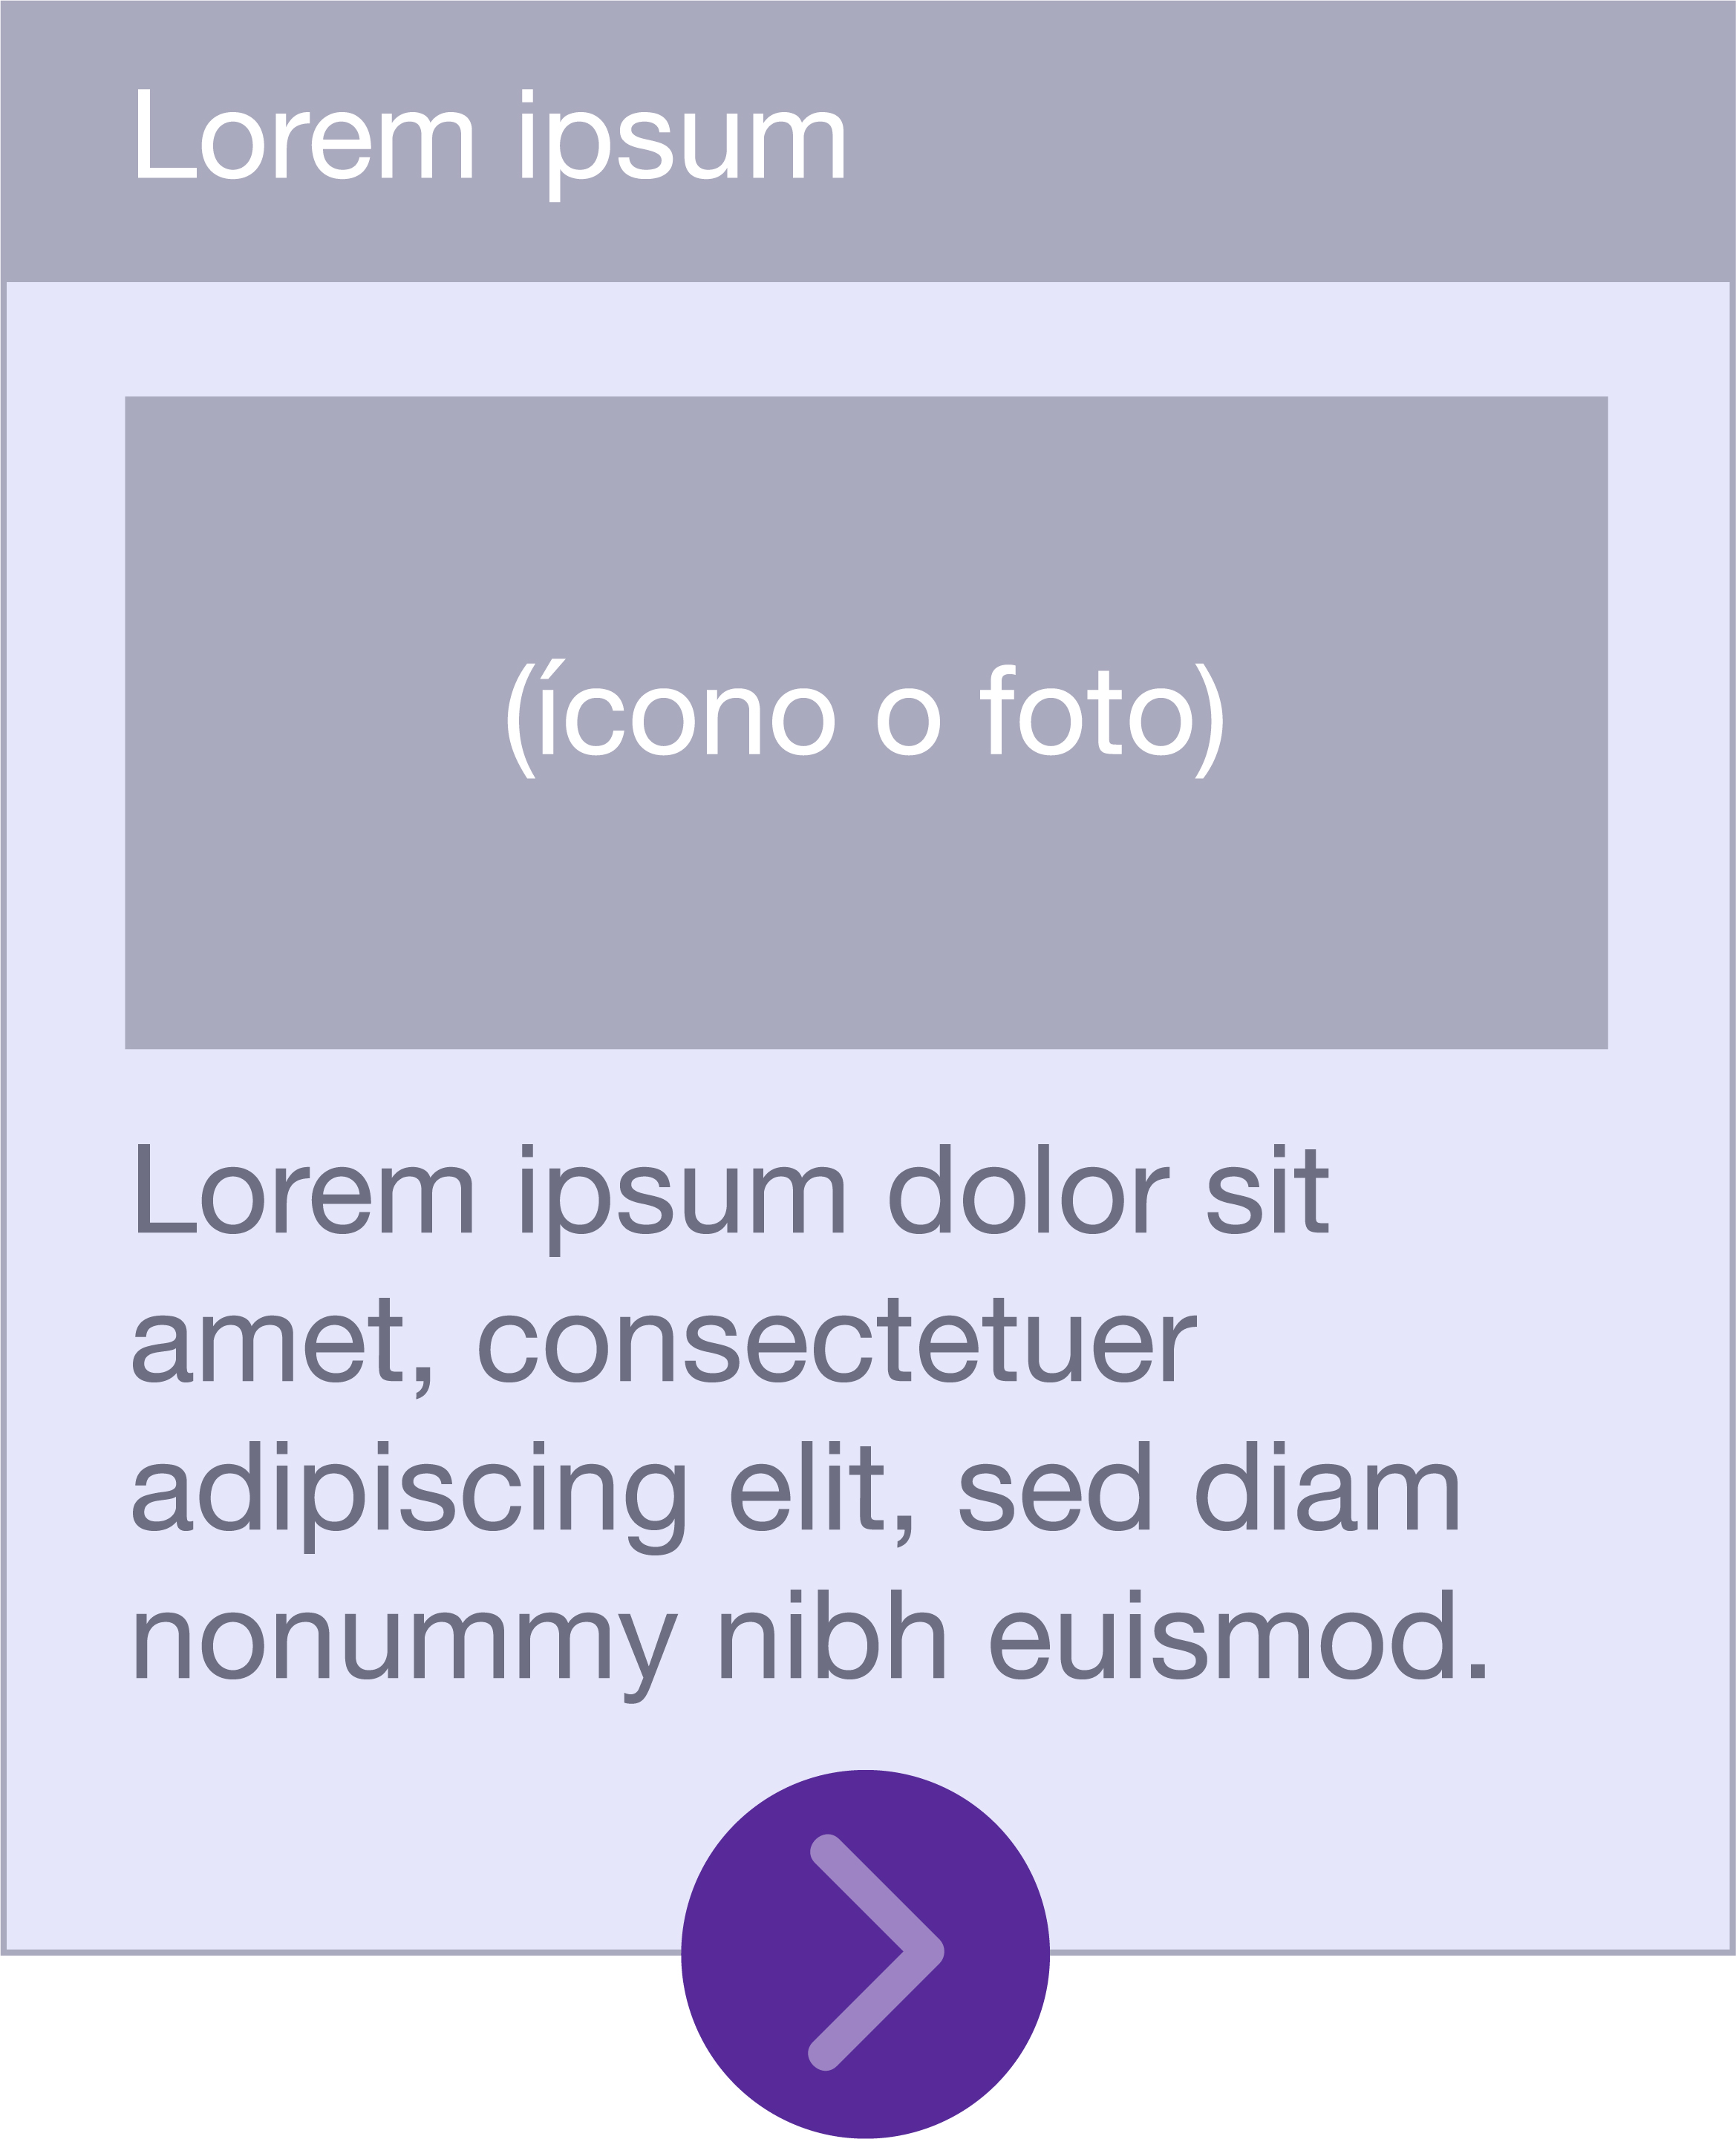 Lorem ipsum
(ícono o foto)
Lorem ipsum dolor sit
amet, consectetuer
adipiscing elit, sed diam
nonummy nibh euismod.